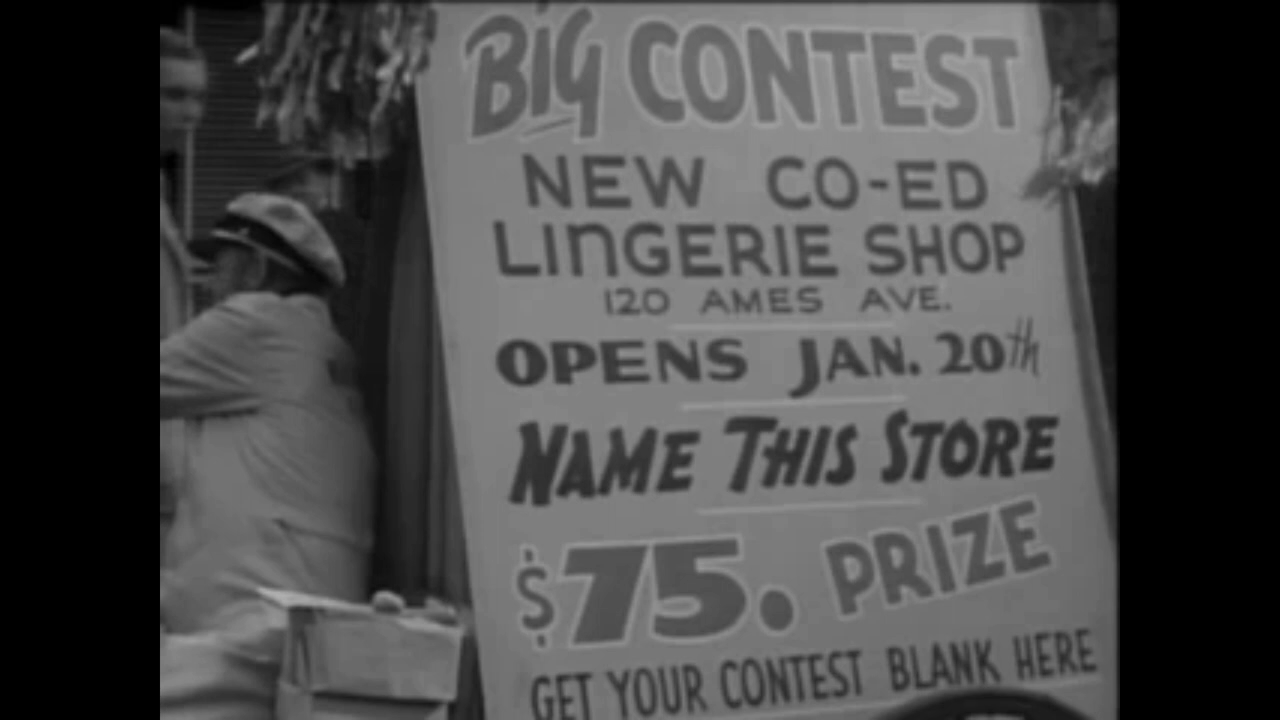 BiG CONTEST
NEW CO-ED
LINGERIE SHOP
120 AMES AVE.
OPENS JAN. 20th
NAME THIS STORE
$75. PRIZE
GET YOUR CONTEST BLANK HERE